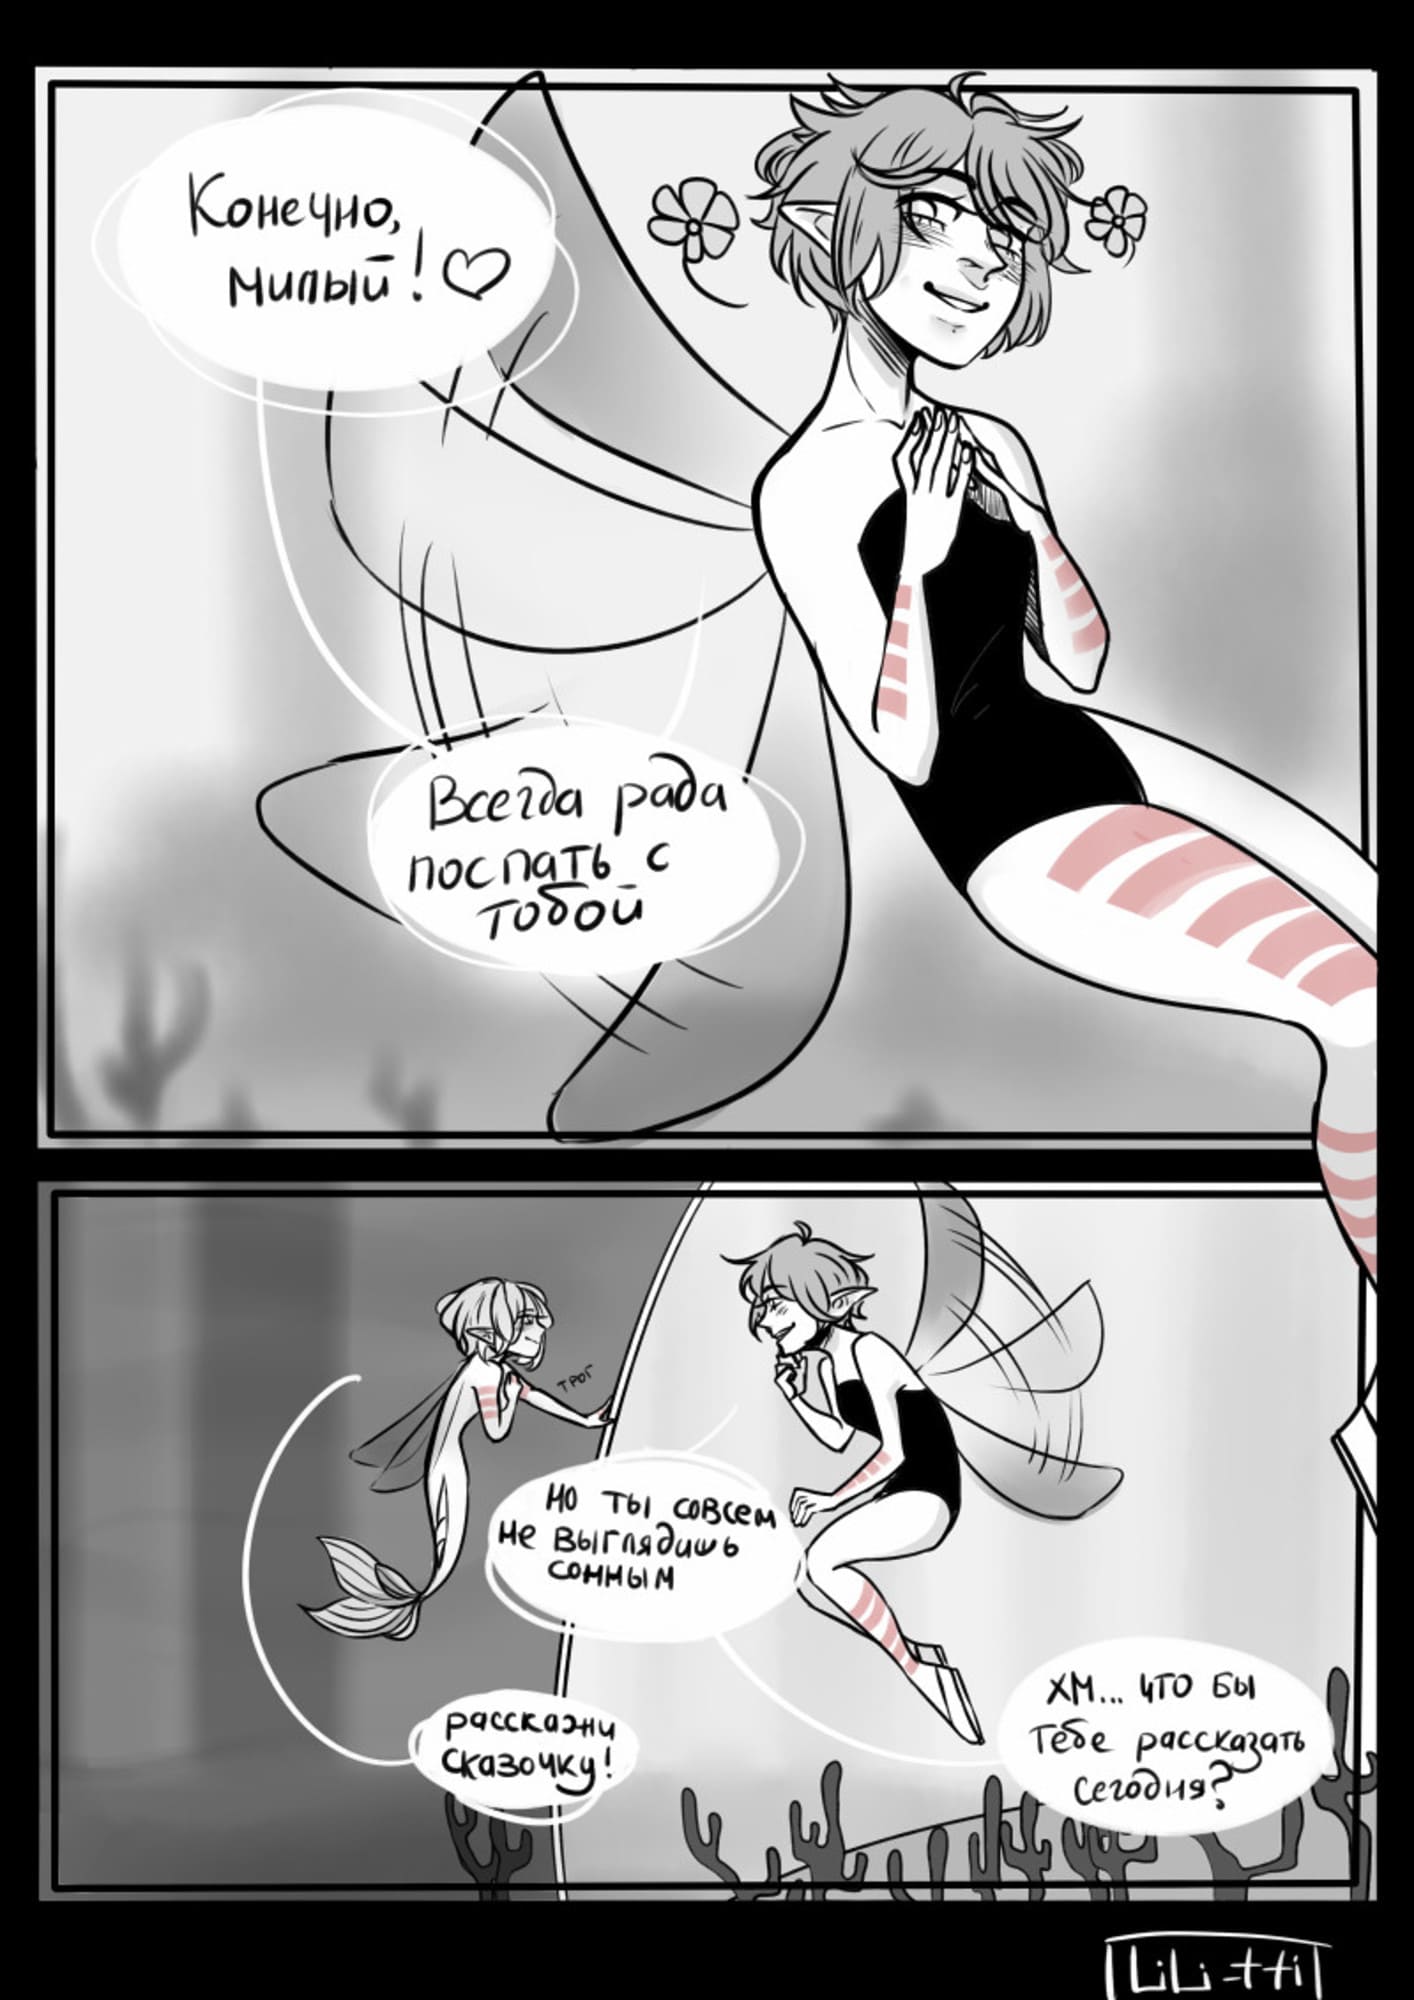 Конечно,
милый! ♡
Всегда рада
поспать с
тобой
трог
но ты совсем
не выглядишь
сонным
расскажи
сказочку!
хм... что бы
тебе рассказать
сегодня?
LiLi-tti